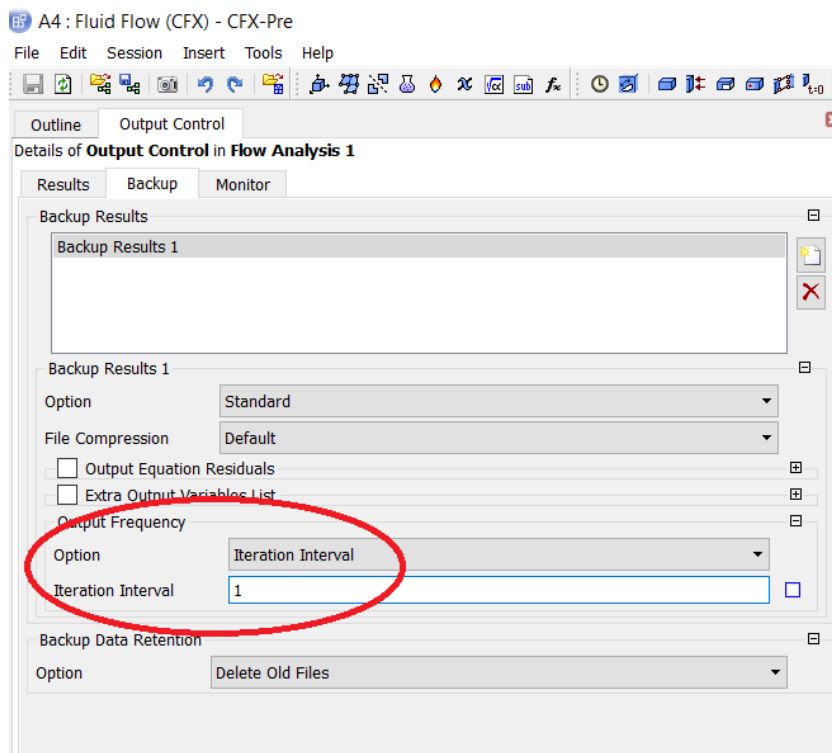 A4 : Fluid Flow (CFX) - CFX-Pre
File Edit Session Insert Tools Help
√α sub f∞ t=0
Outline Output Control
Details of Output Control in Flow Analysis 1
Results Backup Monitor
Backup Results
Backup Results 1
Backup Results 1
Option Standard
File Compression Default
Output Equation Residuals
Extra Output Variables List
Output Frequency
Option Iteration Interval
Iteration Interval 1
Backup Data Retention
Option Delete Old Files